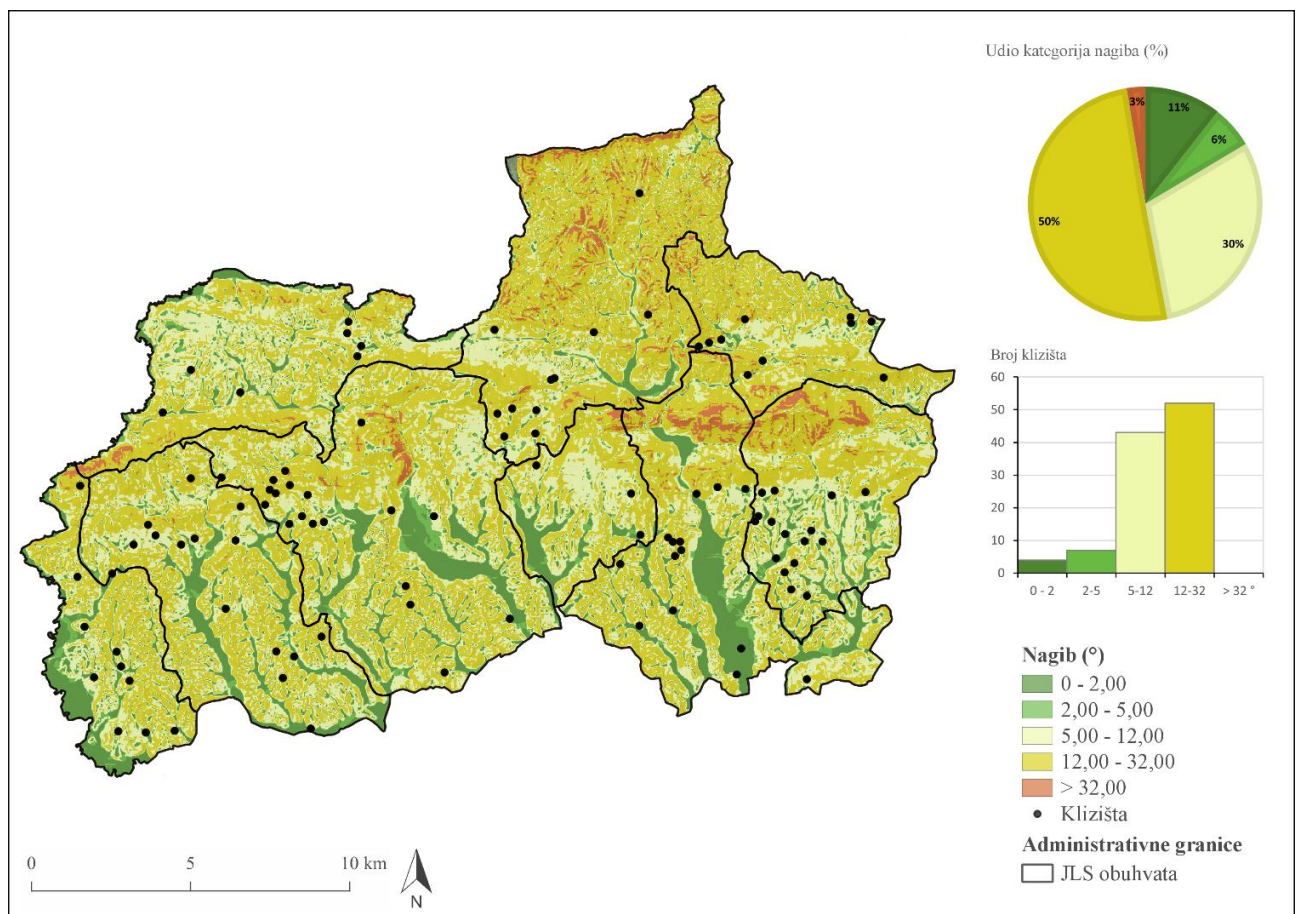 Udio kategorija nagiba (%)
3%
11%
6%
50%
30%
Broj klizišta
60
50
40
30
20
10
0
0 - 2
2-5
5-12
12-32
> 32 °
Nagib (°)
0 - 2,00
2,00 - 5,00
5,00 - 12,00
12,00 - 32,00
> 32,00
Klizišta
Administrativne granice
JLS obuhvata
0 5 10 km
N